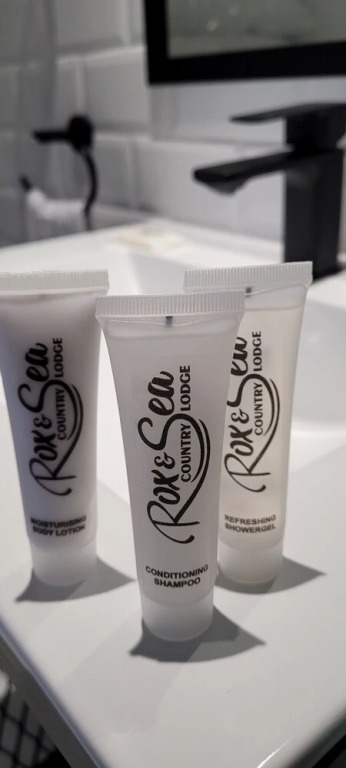 Rox & Sea
COUNTRY
LODGE
MOISTURISING
BODY LOTION
Rox & Sea
COUNTRY
LODGE
CONDITIONING
SHAMPOO
Rox & Sea
COUNTRY
LODGE
REFRESHING
SHOWERGEL